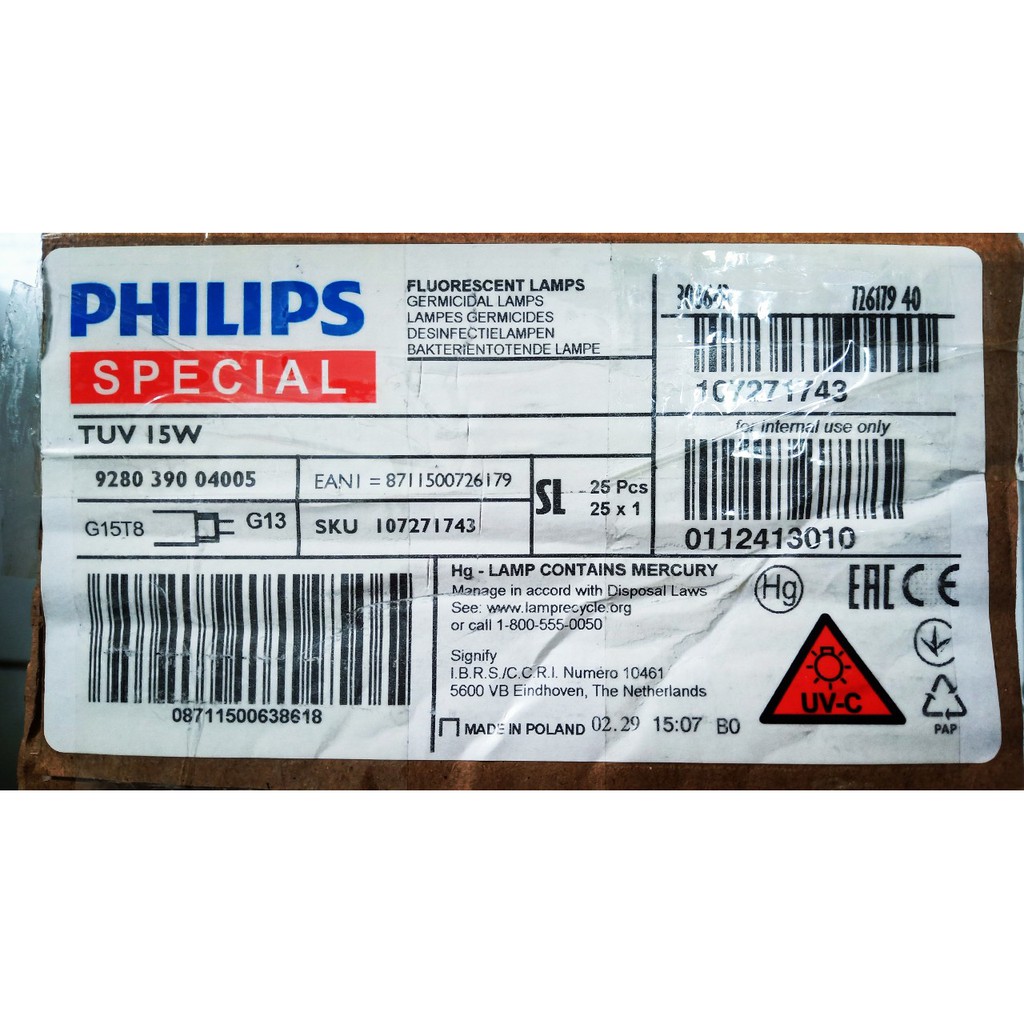 PHILIPS
SPECIAL
FLUORESCENT LAMPS
GERMICIDAL LAMPS
LAMPES GERMICIDES
DESINFECTIELAMPEN
BAKTERIENTOTENDE LAMPE
726179 40
107271743
for internal use only
TUV 15W
9280 390 04005
EAN1 = 8711500726179
SL
25 Pcs
25 x 1
G15T8
G13
SKU 107271743
0112413010
08711500638618
Hg - LAMP CONTAINS MERCURY
Manage in accord with Disposal Laws
See: www.lamprecycle.org
or call 1-800-555-0050
Signify
I.B.R.S./C.C.R.I. Numéro 10461
5600 VB Eindhoven, The Netherlands
MADE IN POLAND 02.29 15:07 B0
Hg
EAC CE
UV-C
PAP